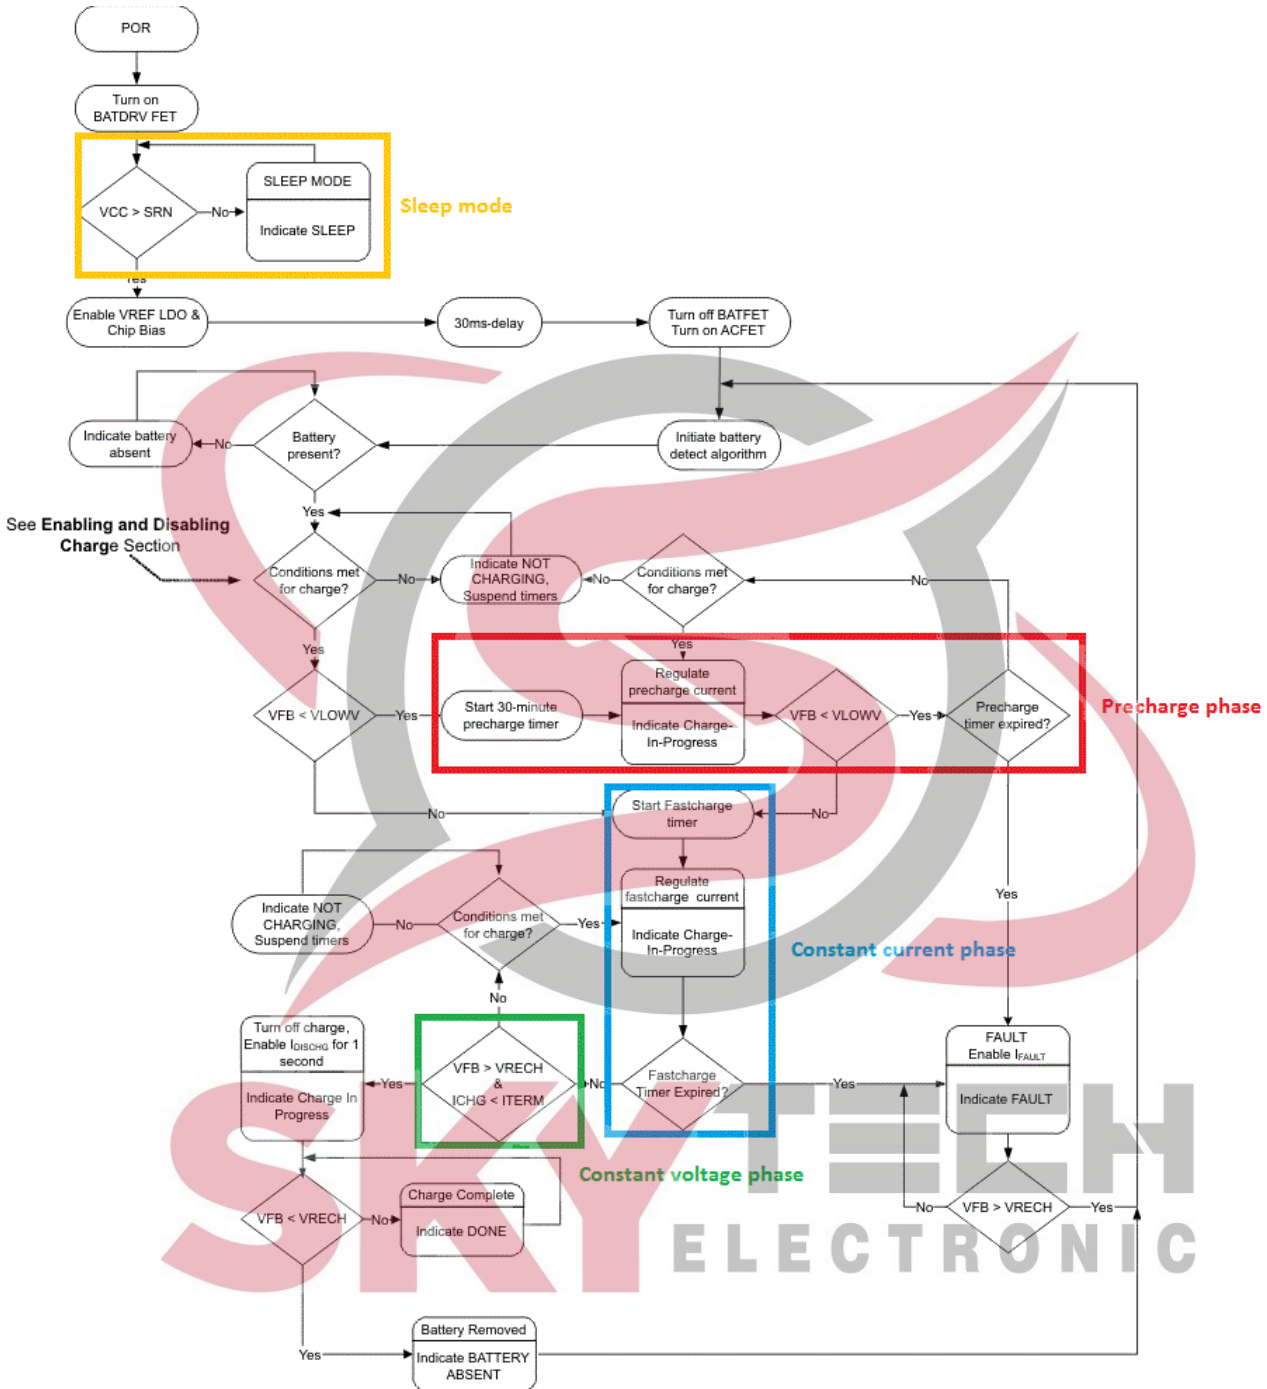 POR
Turn on
BATDRV FET
VCC > SRN
No
SLEEP MODE
Indicate SLEEP
Sleep mode
Yes
Enable VREF LDO &
Chip Bias
30ms-delay
Turn off BATFET
Turn on ACFET
Indicate battery
absent
No
Battery
present?
Initiate battery
detect algorithm
Yes
See Enabling and Disabling
Charge Section
Conditions met
for charge?
No
Indicate NOT
CHARGING,
Suspend timers
No
Conditions met
for charge?
No
Yes
Yes
VFB < VLOWV
Yes
Start 30-minute
precharge timer
Regulate
precharge current
Indicate Charge-
In-Progress
VFB < VLOWV
Yes
Precharge
timer expired?
Precharge phase
No
Start Fastcharge
timer
No
Indicate NOT
CHARGING,
Suspend timers
No
Conditions met
for charge?
Yes
Regulate
fastcharge current
Indicate Charge-
In-Progress
Yes
Constant current phase
No
Turn off charge,
Enable IDISCHG for 1
second
Indicate Charge In
Progress
Yes
VFB > VRECH
&
ICHG < ITERM
No
Fastcharge
Timer Expired?
Yes
FAULT
Enable IFAULT
Indicate FAULT
Constant voltage phase
VFB < VRECH
No
Charge Complete
Indicate DONE
No
VFB > VRECH
Yes
SKYTECH
ELECTRONIC
Yes
Battery Removed
Indicate BATTERY
ABSENT